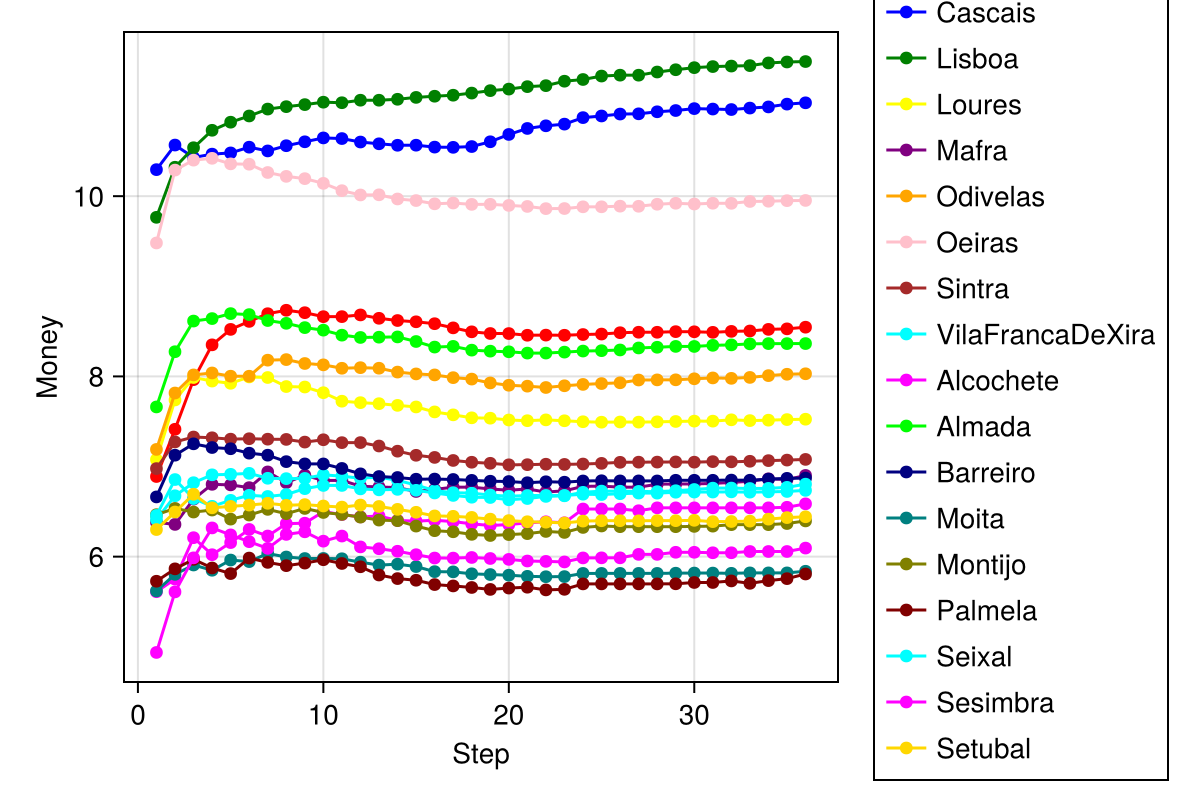 Cascais
Lisboa
Loures
Mafra
Odivelas
Oeiras
Sintra
VilaFrancaDeXira
Alcochete
Almada
Barreiro
Moita
Montijo
Palmela
Seixal
Sesimbra
Setubal
Money
10
8
6
0 10 20 30
Step